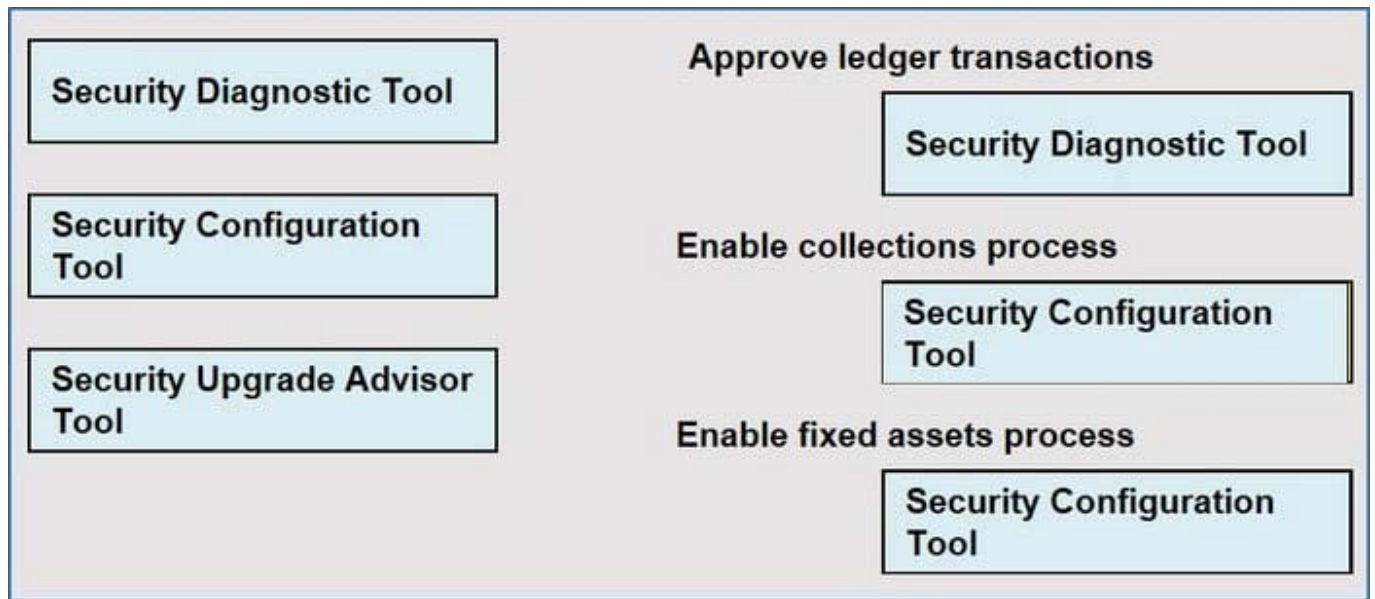 Security Diagnostic Tool
Security Configuration
Tool
Security Upgrade Advisor
Tool
Approve ledger transactions
Security Diagnostic Tool
Enable collections process
Security Configuration
Tool
Enable fixed assets process
Security Configuration
Tool